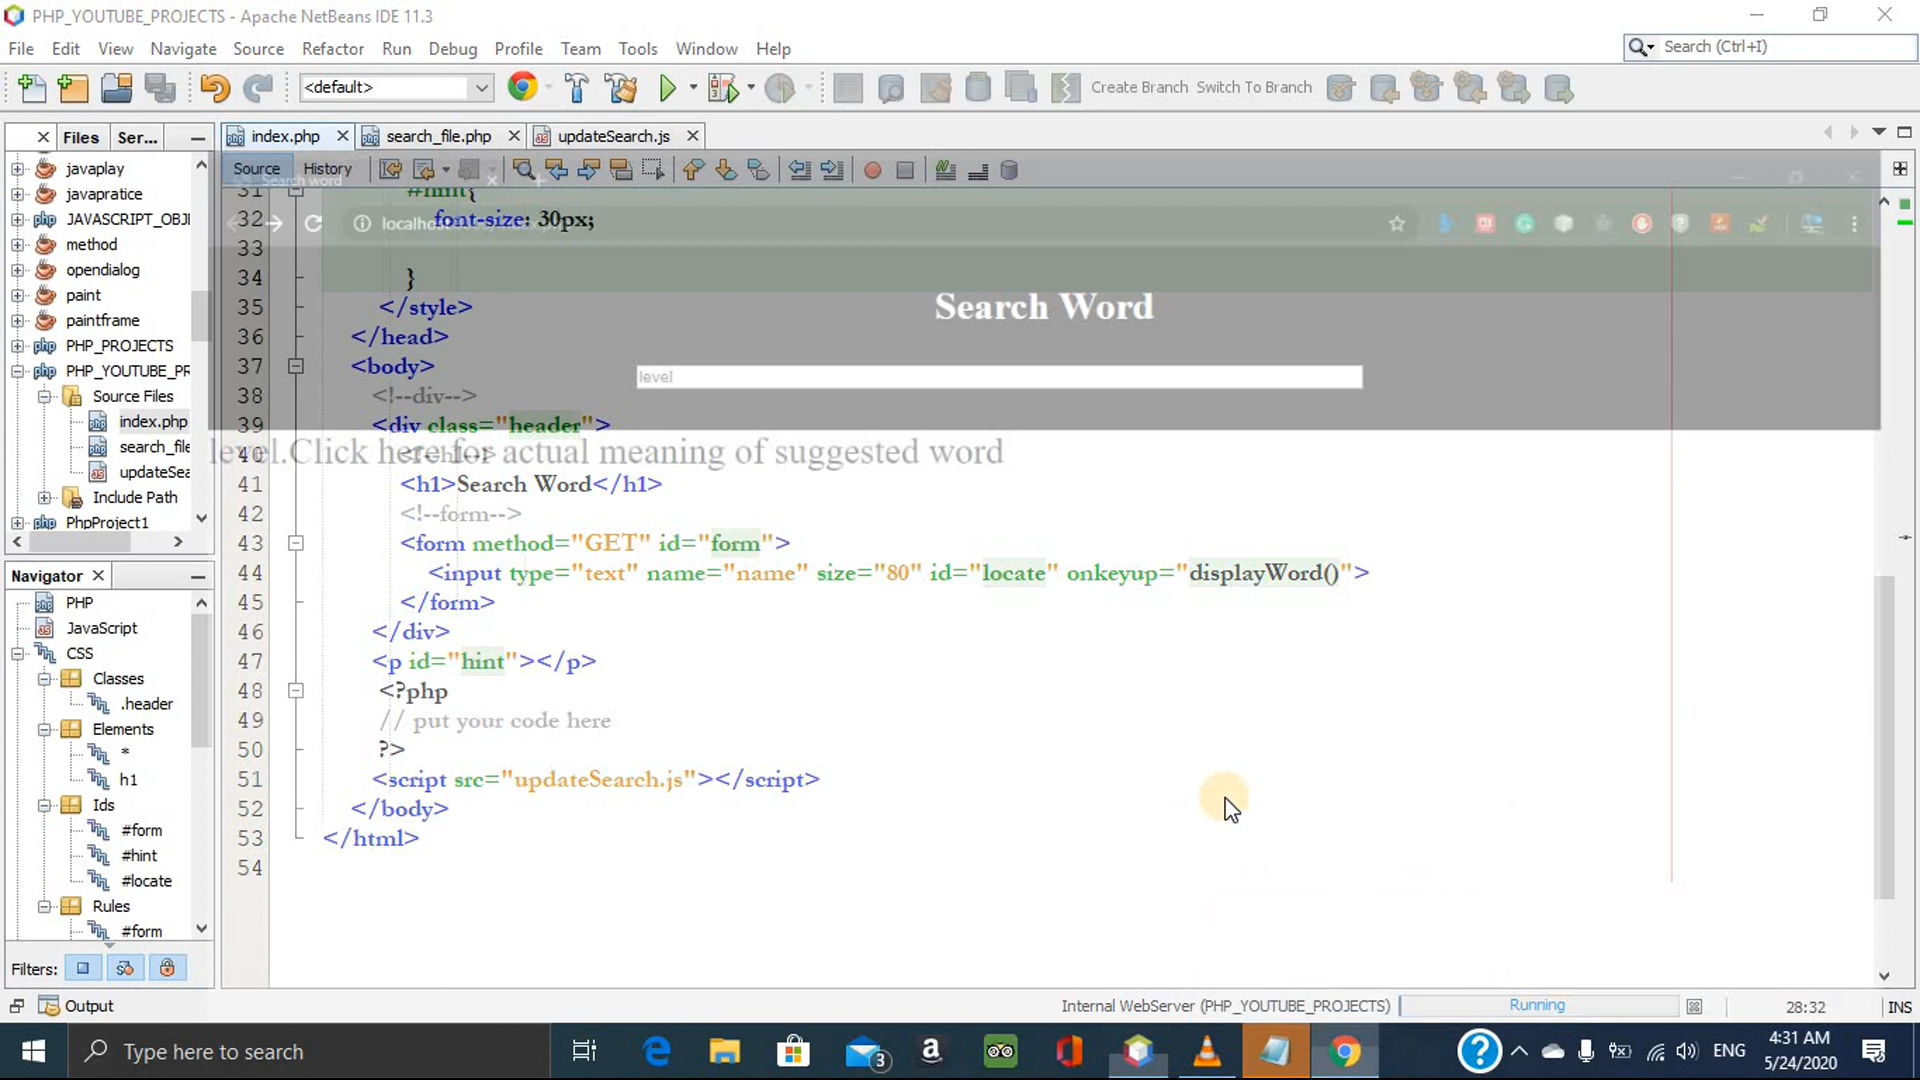 PHP_YOUTUBE_PROJECTS - Apache NetBeans IDE 11.3
File Edit View Navigate Source Refactor Run Debug Profile Team Tools Window Help
Search (Ctrl+I)
<default>
Create Branch Switch To Branch
Files Ser...
index.php search_file.php updateSearch.js
Source History
Search word
javaplay
javapratice
JAVASCRIPT_OBJ
method
opendialog
paint
paintframe
PHP_PROJECTS
PHP_YOUTUBE_PR
Source Files
index.php
search_file
updateSea
Include Path
PhpProject1
31 #hint{
32 font-size: 30px;
33
34 }
35 </style>
36 </head>
37 <body>
38 <!--div-->
39 <div class="header">
40 <!--h1-->
41 <h1>Search Word</h1>
42 <!--form-->
43 <form method="GET" id="form">
44 <input type="text" name="name" size="80" id="locate" onkeyup="displayWord()">
45 </form>
46 </div>
47 <p id="hint"></p>
48 <?php
49 // put your code here
50 ?>
51 <script src="updateSearch.js"></script>
52 </body>
53 </html>
54
Search Word
level
level.Click here for actual meaning of suggested word
Navigator
PHP
JavaScript
CSS
Classes
.header
Elements
*
h1
Ids
#form
#hint
#locate
Rules
#form
Filters:
Output
Internal WebServer (PHP_YOUTUBE_PROJECTS)
Running
28:32
INS
Type here to search
3
ENG
4:31 AM
5/24/2020